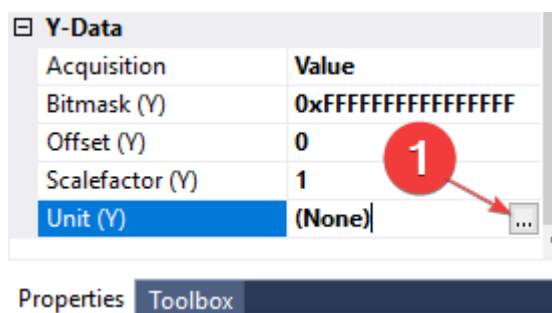 Y-Data
Acquisition Value
Bitmask (Y) 0xFFFFFFFFFFFFFFFF
Offset (Y) 0
Scalefactor (Y) 1
Unit (Y) (None) ...
1
Properties Toolbox